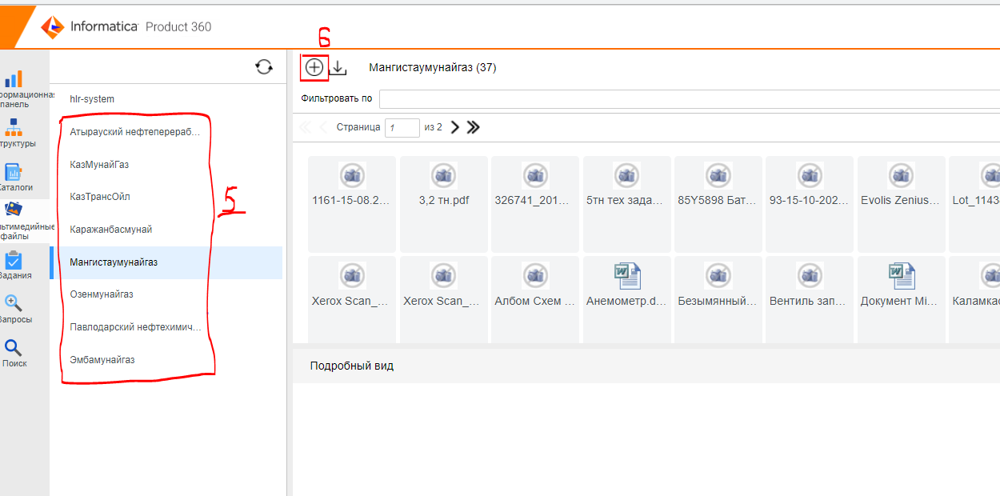 Informatica Product 360
6
Мангистаумунайгаз (37)
Фильтровать по
Страница 1 из 2
формационная
панель
труктуры
Каталоги
льтимедийные
файлы
Задания
Запросы
Поиск
hlr-system
Атырауский нефтеперераб...
КазМунайГаз
КазТрансОйл
Каражанбасмунай
Мангистаумунайгаз
Озенмунайгаз
Павлодарский нефтехимич...
Эмбамунайгаз
5
1161-15-08.2... 3,2 тн.pdf 326741_201... 5тн тех зада... 85Y5898 Бат... 93-15-10-202... Evolis Zenius... Lot_1143
Xerox Scan_... Xerox Scan_... Албом Схем ... Анемометр.d... Безымянный... Вентиль зап... Документ Mi... Каламкас
Подробный вид